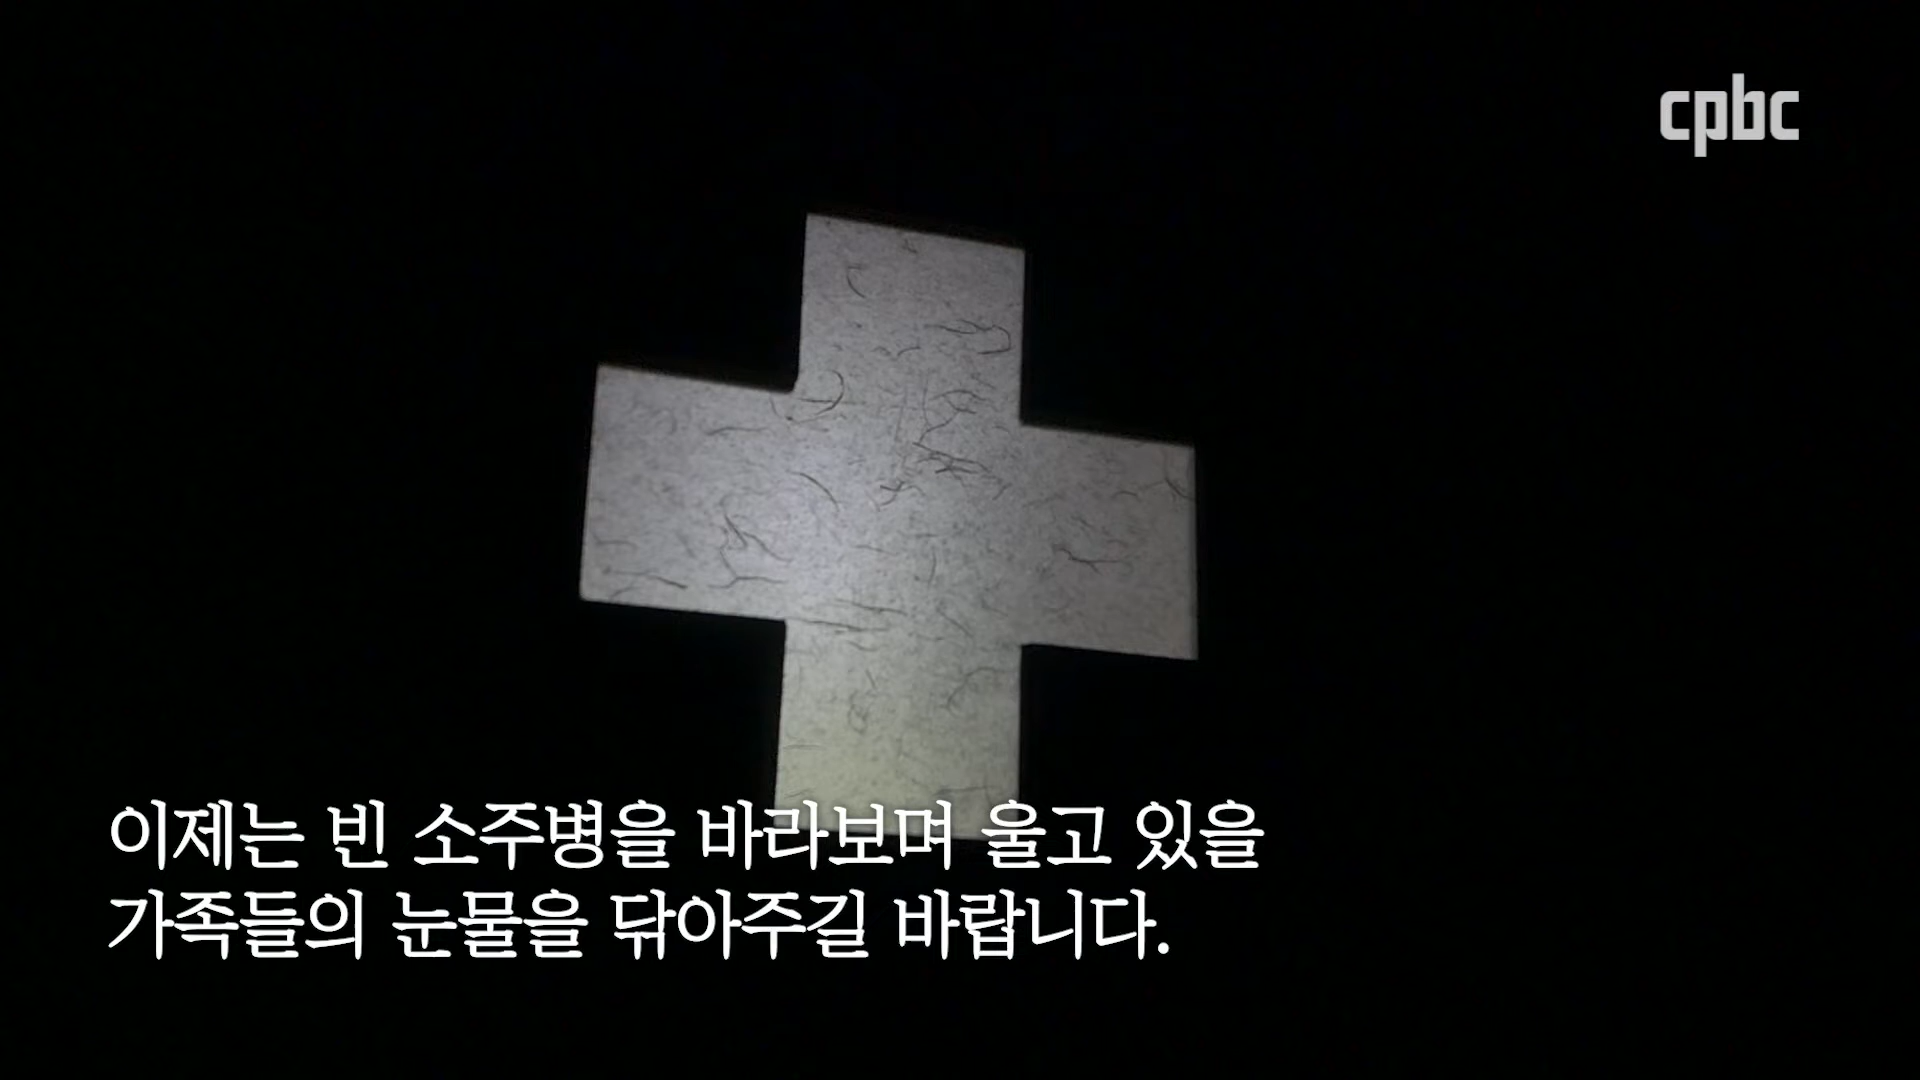 cpbc
이제는 빈 소주병을 바라보며 울고 있을
가족들의 눈물을 닦아주길 바랍니다.